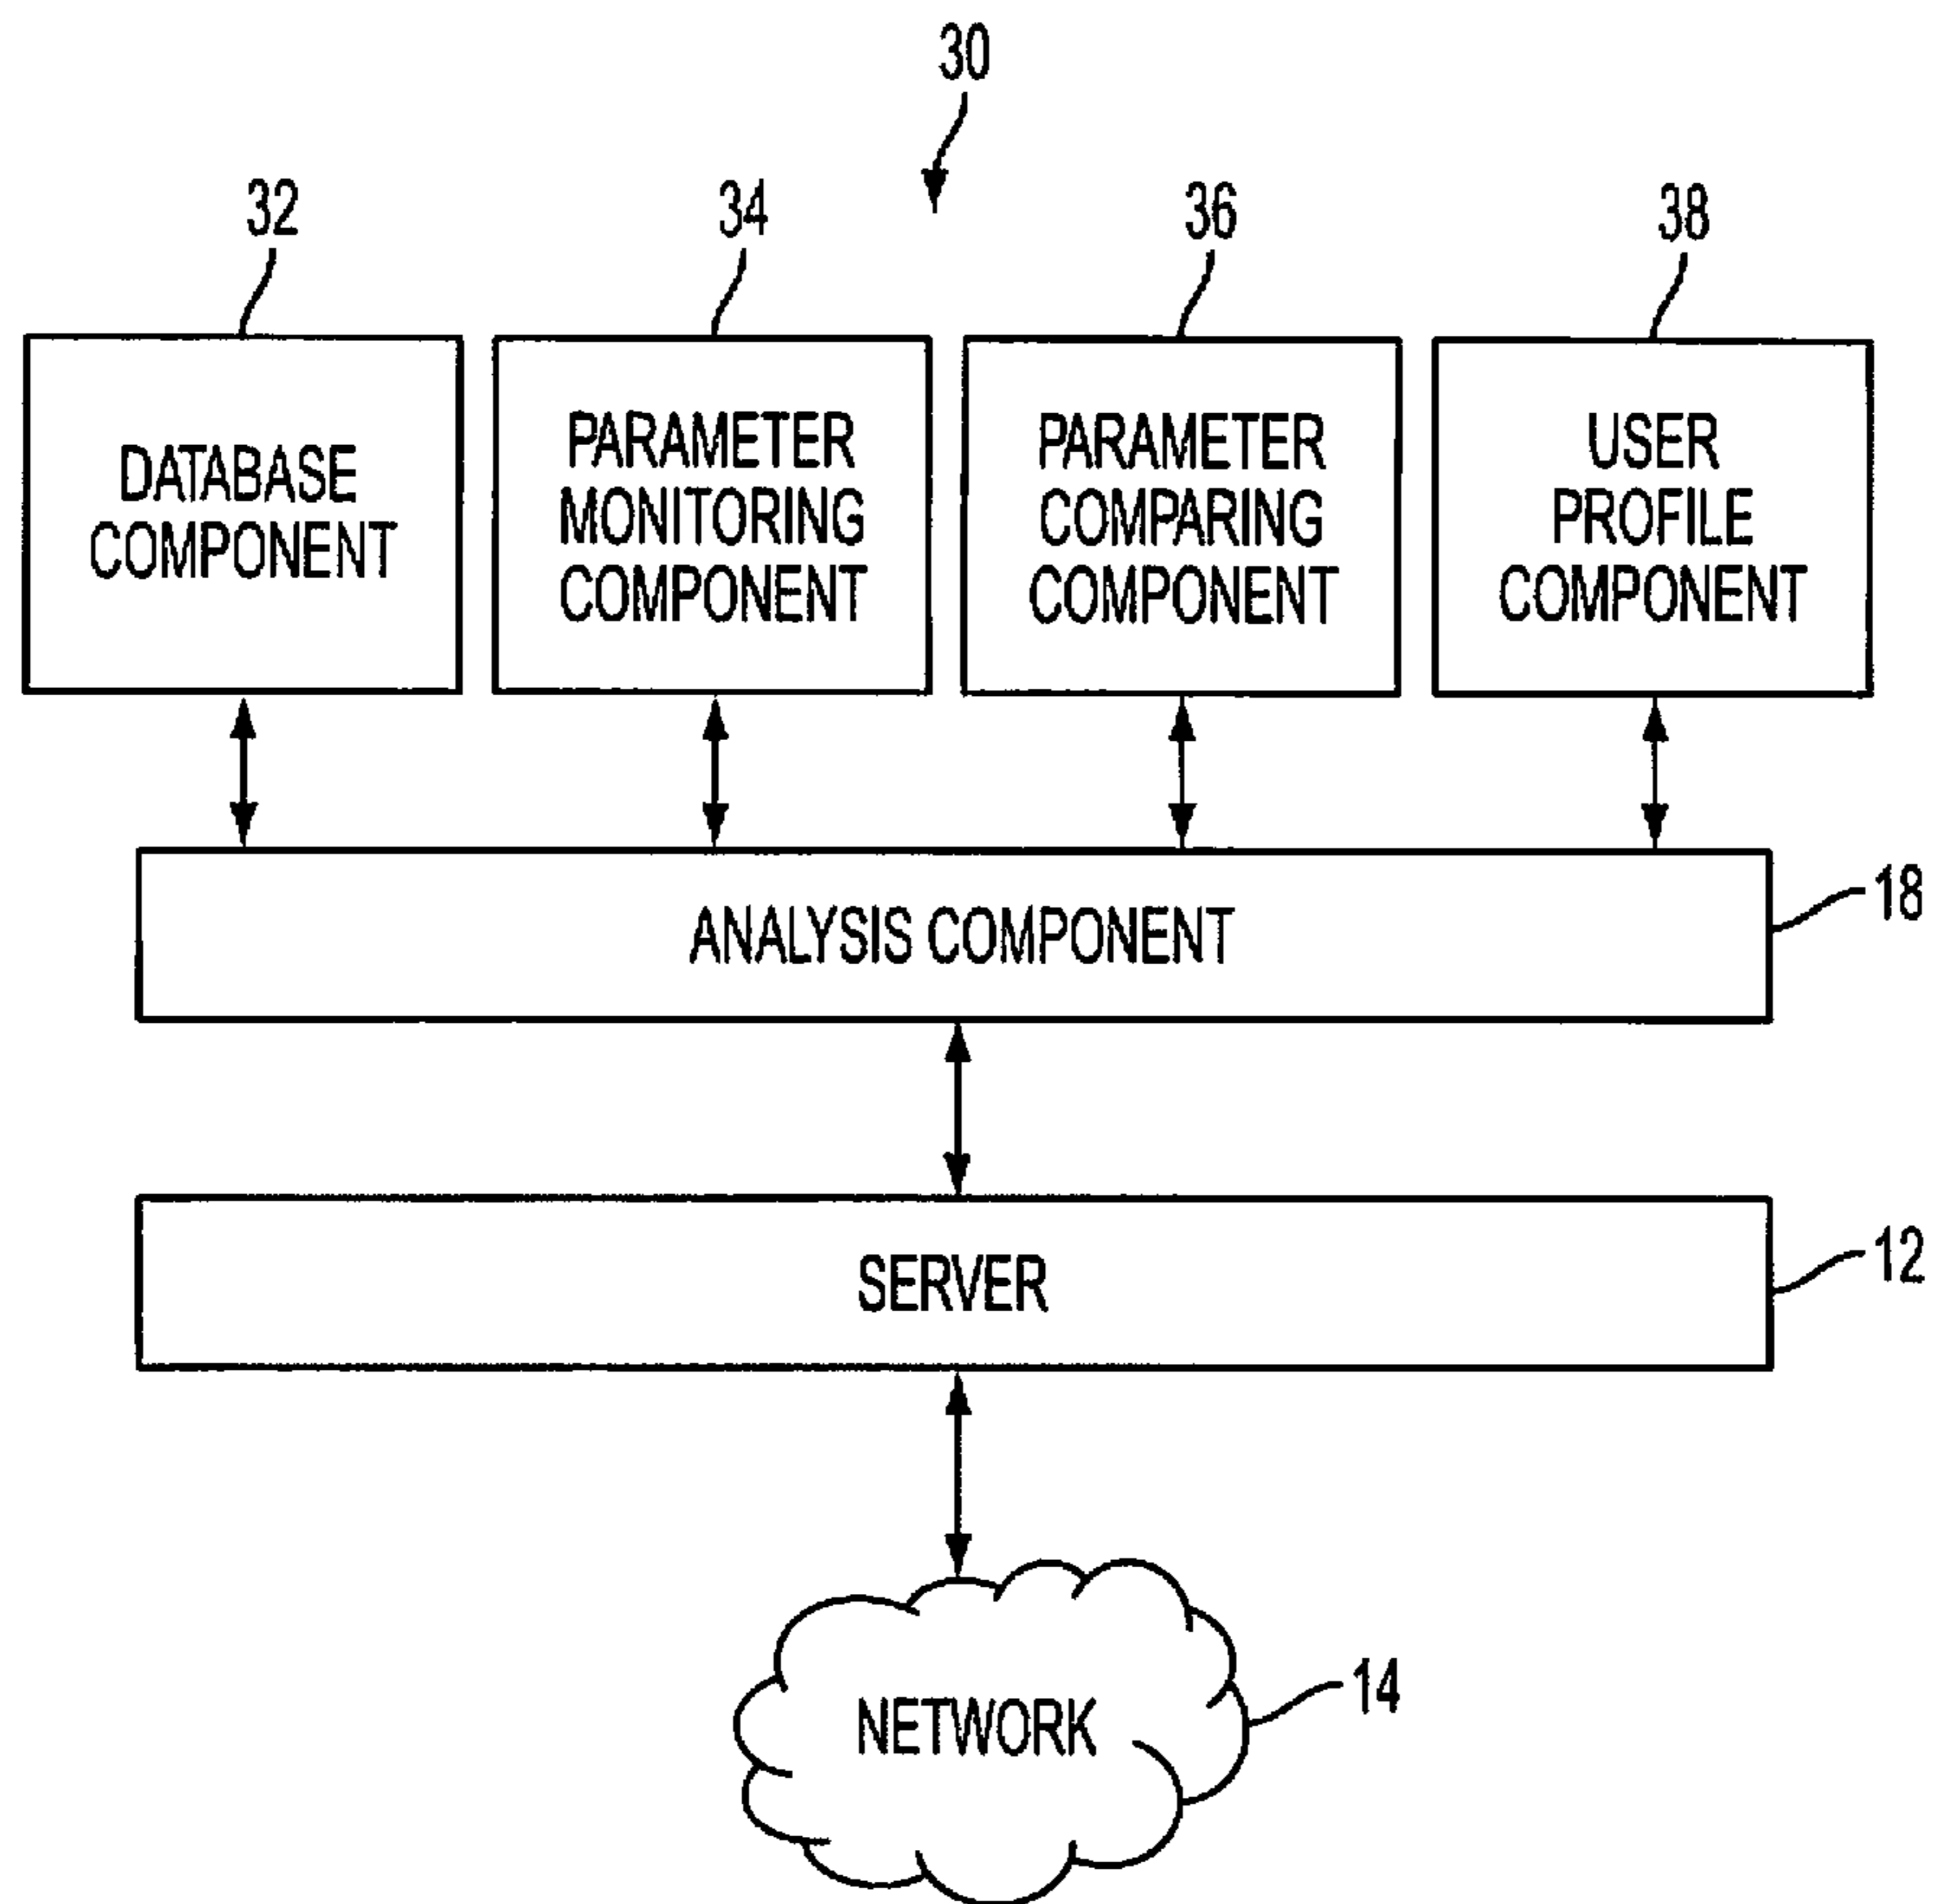 30
32
34
36
38
DATABASE
COMPONENT
PARAMETER
MONITORING
COMPONENT
PARAMETER
COMPARING
COMPONENT
USER
PROFILE
COMPONENT
ANALYSIS COMPONENT
18
SERVER
12
NETWORK
14